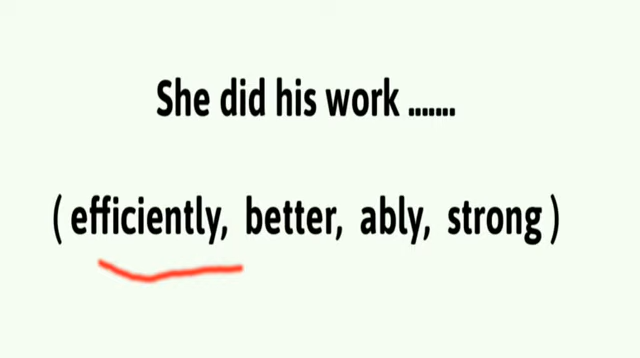 She did his work .......
( efficiently, better, ably, strong )